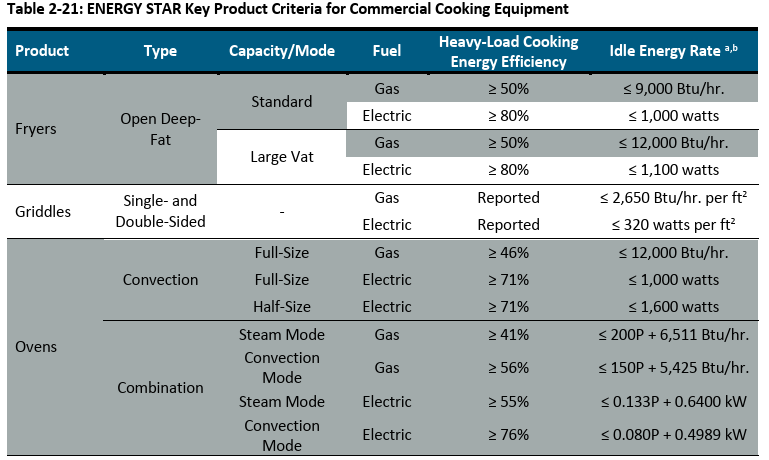 Table 2-21: ENERGY STAR Key Product Criteria for Commercial Cooking Equipment
Product Type Capacity/Mode Fuel Heavy-Load Cooking Energy Efficiency Idle Energy Rate a,b
Fryers Open Deep-Fat Standard Gas ≥ 50% ≤ 9,000 Btu/hr.
Electric ≥ 80% ≤ 1,000 watts
Large Vat Gas ≥ 50% ≤ 12,000 Btu/hr.
Electric ≥ 80% ≤ 1,100 watts
Griddles Single- and Double-Sided - Gas Reported ≤ 2,650 Btu/hr. per ft²
Electric Reported ≤ 320 watts per ft²
Ovens Convection Full-Size Gas ≥ 46% ≤ 12,000 Btu/hr.
Full-Size Electric ≥ 71% ≤ 1,000 watts
Half-Size Electric ≥ 71% ≤ 1,600 watts
Combination Steam Mode Gas ≥ 41% ≤ 200P + 6,511 Btu/hr.
Convection Mode Gas ≥ 56% ≤ 150P + 5,425 Btu/hr.
Steam Mode Electric ≥ 55% ≤ 0.133P + 0.6400 kW
Convection Mode Electric ≥ 76% ≤ 0.080P + 0.4989 kW